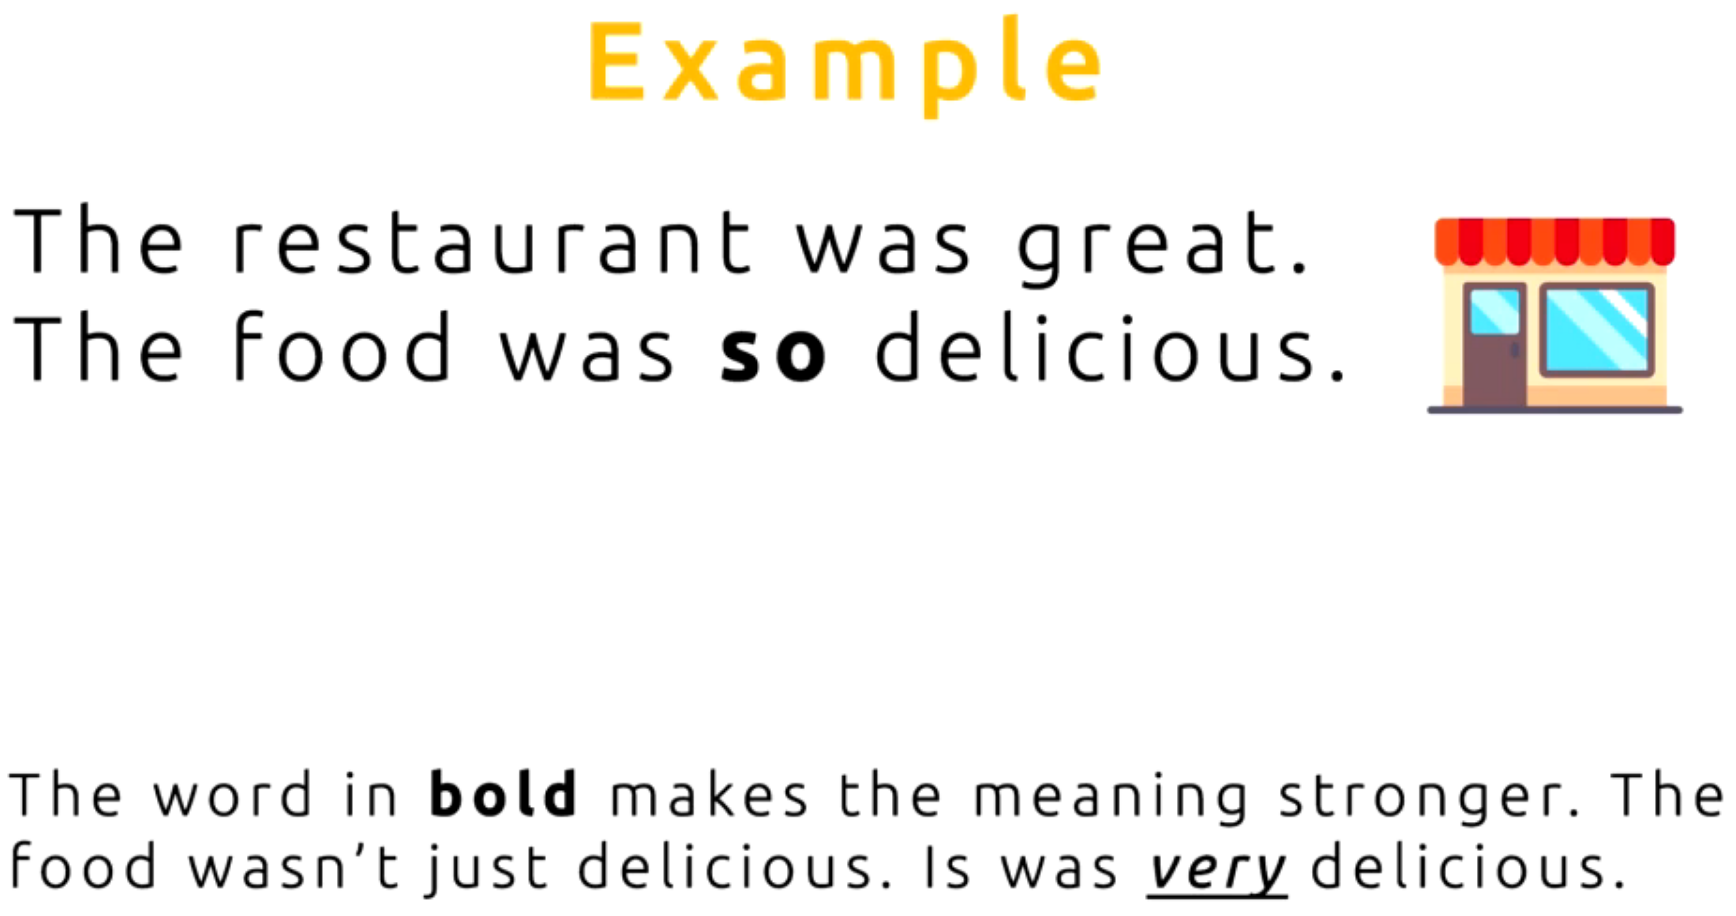 Example
The restaurant was great.
The food was so delicious.
The word in bold makes the meaning stronger. The
food wasn’t just delicious. Is was very delicious.